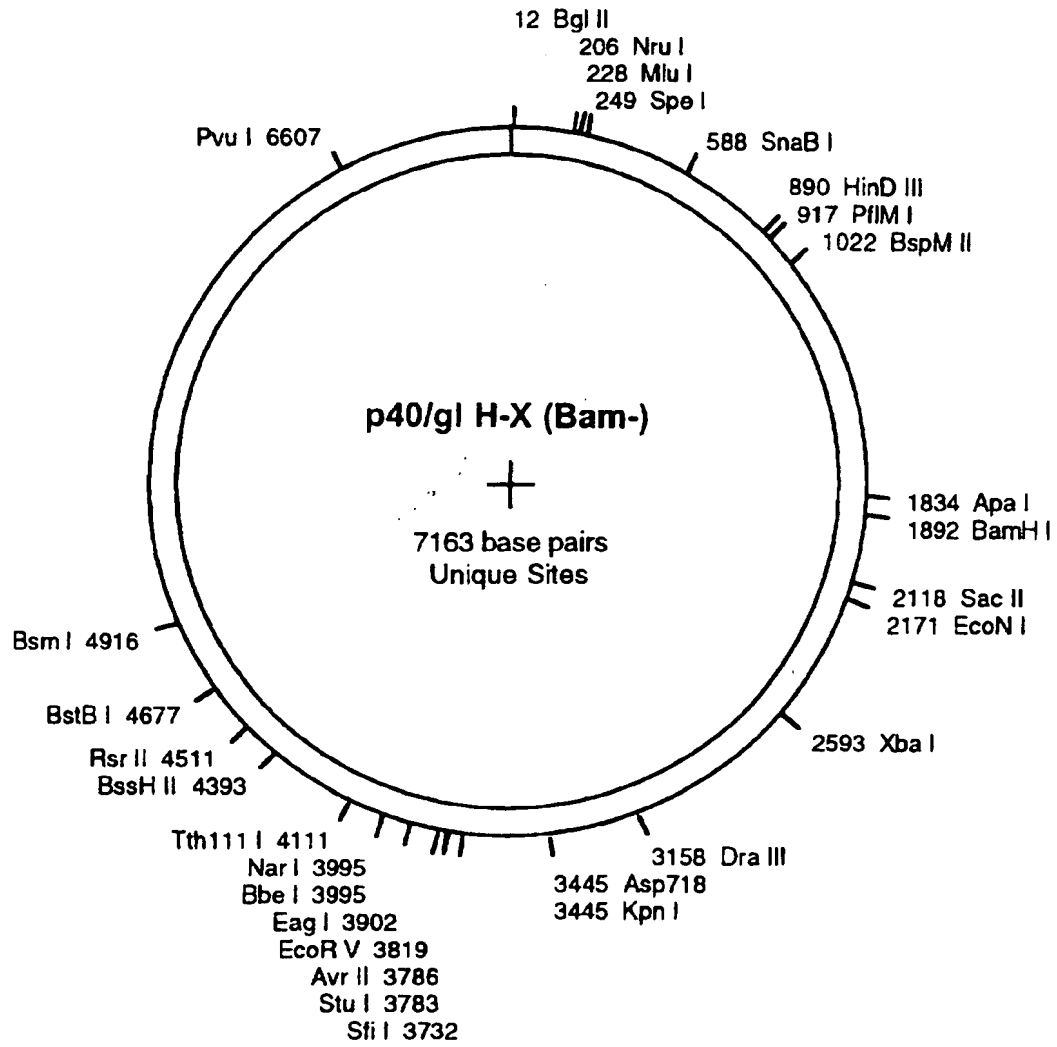 12 Bgl II
206 Nru I
228 Mlu I
249 Spe I
588 SnaB I
890 HinD III
917 PflM I
1022 BspM II
1834 Apa I
1892 BamH I
2118 Sac II
2171 EcoN I
2593 Xba I
3158 Dra III
3445 Asp718
3445 Kpn I
Sfi I 3732
Stu I 3783
Avr II 3786
EcoR V 3819
Eag I 3902
Bbe I 3995
Nar I 3995
Tth111 I 4111
BssH II 4393
Rsr II 4511
BstB I 4677
Bsm I 4916
Pvu I 6607
p40/gI H-X (Bam-)
7163 base pairs
Unique Sites